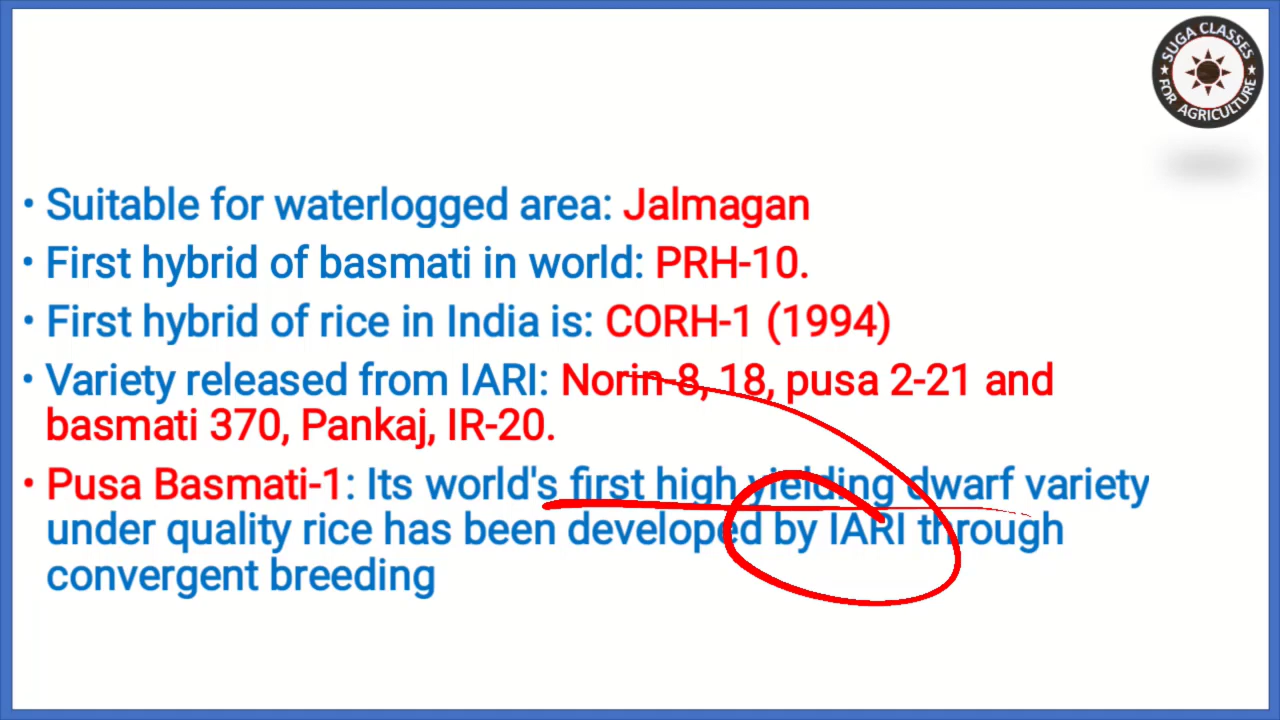 SUGA CLASSES
FOR AGRICULTURE
• Suitable for waterlogged area: Jalmagan
• First hybrid of basmati in world: PRH-10.
• First hybrid of rice in India is: CORH-1 (1994)
• Variety released from IARI: Norin-8, 18, pusa 2-21 and
basmati 370, Pankaj, IR-20.
• Pusa Basmati-1: Its world's first high yielding dwarf variety
under quality rice has been developed by IARI through
convergent breeding